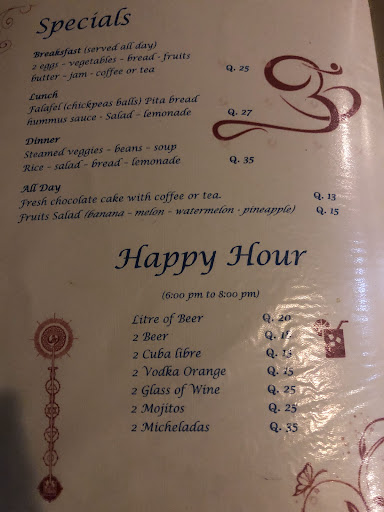 Specials
Breakfast (served all day)
2 eggs - vegetables - bread - fruits
butter - jam - coffee or tea Q. 25
Lunch
Falafel (chickpeas balls) Pita bread
hummus sauce - Salad - lemonade Q. 27
Dinner
Steamed veggies - beans - soup
Rice - salad - bread - lemonade Q. 35
All Day
Fresh chocolate cake with coffee or tea. Q. 13
Fruits Salad (banana - melon - watermelon - pineapple) Q. 15
Happy Hour
(6:00 pm to 8:00 pm)
Litre of Beer Q. 20
2 Beer Q.
2 Cuba libre Q.
2 Vodka Orange Q. 15
2 Glass of Wine Q. 25
2 Mojitos Q. 25
2 Micheladas Q. 35